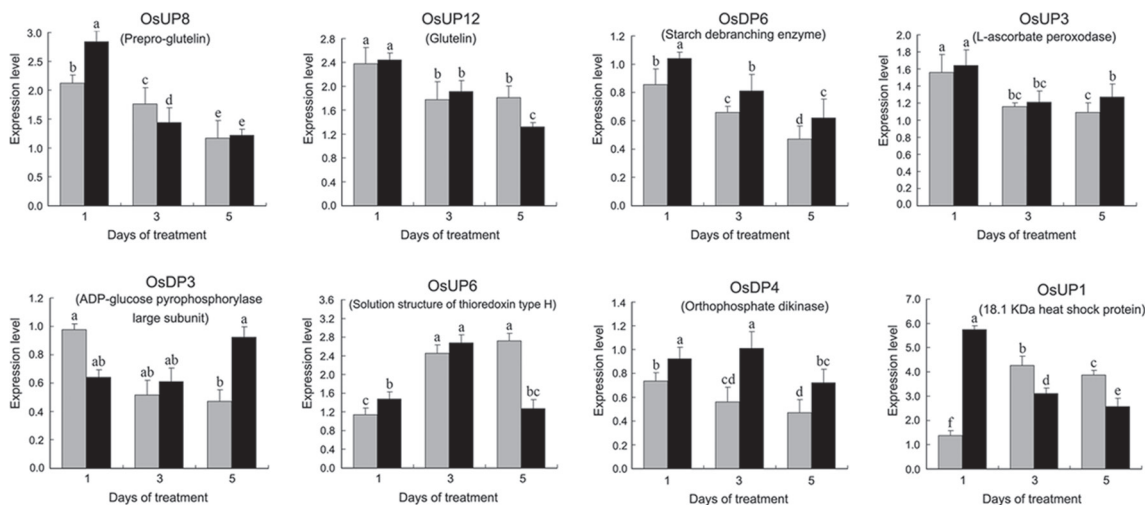 OsUP8
(Prepro-glutelin)
Expression level
3.0
2.5
2.0
1.5
1.0
0.5
0.0
b
a
c
d
e
e
1
3
5
Days of treatment
OsUP12
(Glutelin)
Expression level
2.8
2.4
2.0
1.6
1.2
0.8
0.4
0.0
a
a
b
b
b
c
1
3
5
Days of treatment
OsDP6
(Starch debranching enzyme)
Expression level
1.2
1.0
0.8
0.6
0.4
0.2
0.0
b
a
c
b
d
c
1
3
5
Days of treatment
OsUP3
(L-ascorbate peroxodase)
Expression level
2.0
1.8
1.6
1.4
1.2
1.0
0.8
0.6
0.4
0.2
0.0
a
a
bc
bc
c
b
1
3
5
Days of treatment
OsDP3
(ADP-glucose pyrophosphorylase
large subunit)
Expression level
1.2
1.0
0.8
0.6
0.4
0.2
0.0
a
ab
ab
ab
b
a
1
3
5
Days of treatment
OsUP6
(Solution structure of thioredoxin type H)
Expression level
3.6
3.0
2.4
1.8
1.2
0.6
0.0
c
b
a
a
a
bc
1
3
5
Days of treatment
OsDP4
(Orthophosphate dikinase)
Expression level
1.4
1.2
1.0
0.8
0.6
0.4
0.2
0.0
b
a
cd
a
d
bc
1
3
5
Days of treatment
OsUP1
(18.1 KDa heat shock protein)
Expression level
7.0
6.0
5.0
4.0
3.0
2.0
1.0
0.0
f
a
b
d
c
e
1
3
5
Days of treatment